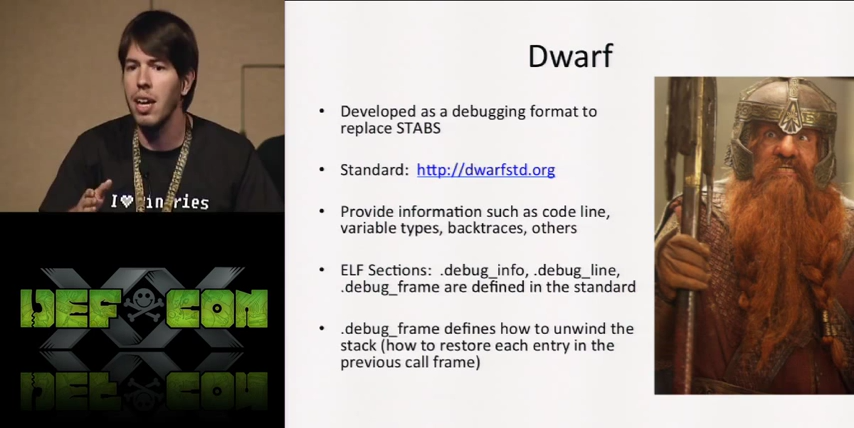 I ♥ inries
DEF CON
XX
Dwarf
• Developed as a debugging format to
replace STABS
• Standard: http://dwarfstd.org
• Provide information such as code line,
variable types, backtraces, others
• ELF Sections: .debug_info, .debug_line,
.debug_frame are defined in the standard
• .debug_frame defines how to unwind the
stack (how to restore each entry in the
previous call frame)